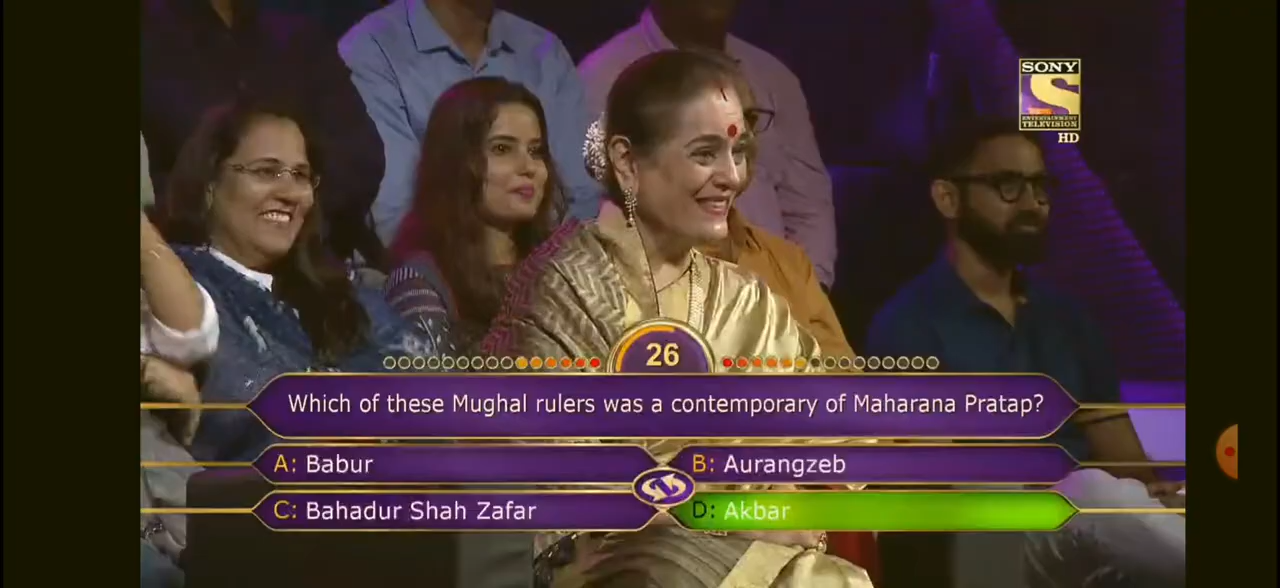 SONY
S
ENTERTAINMENT
TELEVISION
HD
26
Which of these Mughal rulers was a contemporary of Maharana Pratap?
A: Babur
B: Aurangzeb
C: Bahadur Shah Zafar
D: Akbar